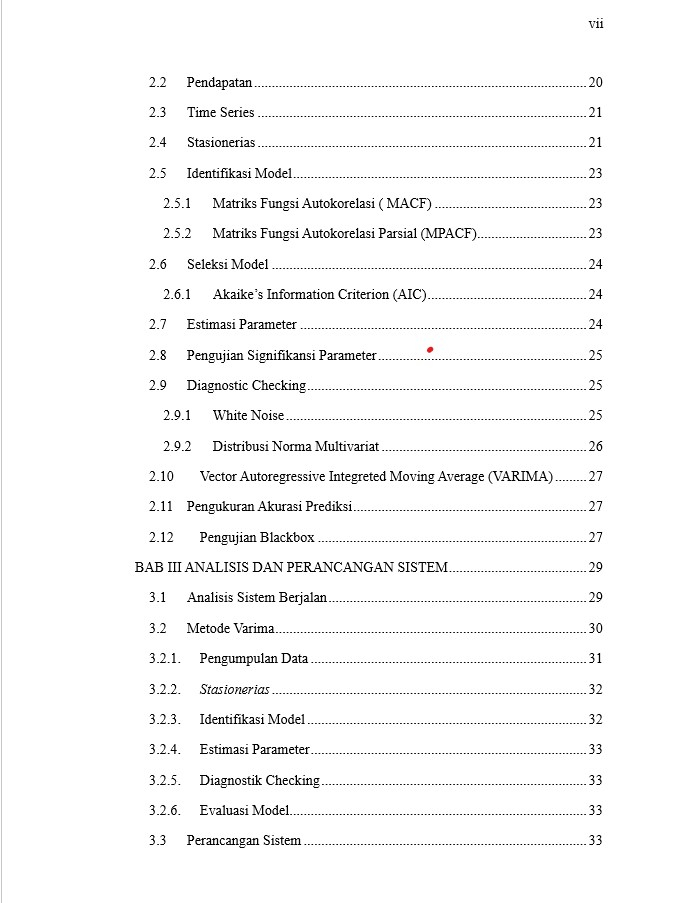 vii
2.2 Pendapatan 20
2.3 Time Series 21
2.4 Stasionerias 21
2.5 Identifikasi Model 23
2.5.1 Matriks Fungsi Autokorelasi ( MACF) 23
2.5.2 Matriks Fungsi Autokorelasi Parsial (MPACF) 23
2.6 Seleksi Model 24
2.6.1 Akaike’s Information Criterion (AIC) 24
2.7 Estimasi Parameter 24
2.8 Pengujian Signifikansi Parameter 25
2.9 Diagnostic Checking 25
2.9.1 White Noise 25
2.9.2 Distribusi Norma Multivariat 26
2.10 Vector Autoregressive Integreted Moving Average (VARIMA) 27
2.11 Pengukuran Akurasi Prediksi 27
2.12 Pengujian Blackbox 27
BAB III ANALISIS DAN PERANCANGAN SISTEM 29
3.1 Analisis Sistem Berjalan 29
3.2 Metode Varima 30
3.2.1. Pengumpulan Data 31
3.2.2. Stasionerias 32
3.2.3. Identifikasi Model 32
3.2.4. Estimasi Parameter 33
3.2.5. Diagnostik Checking 33
3.2.6. Evaluasi Model 33
3.3 Perancangan Sistem 33